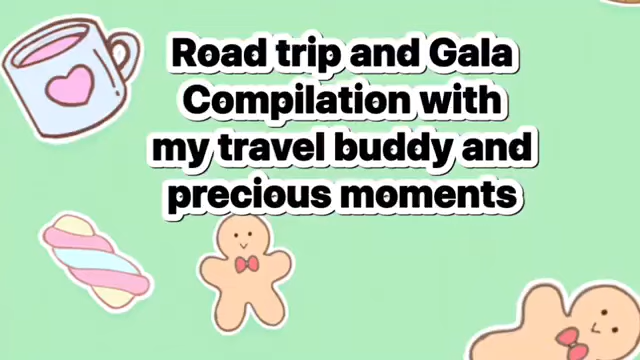 Road trip and Gala
Compilation with
my travel buddy and
precious moments